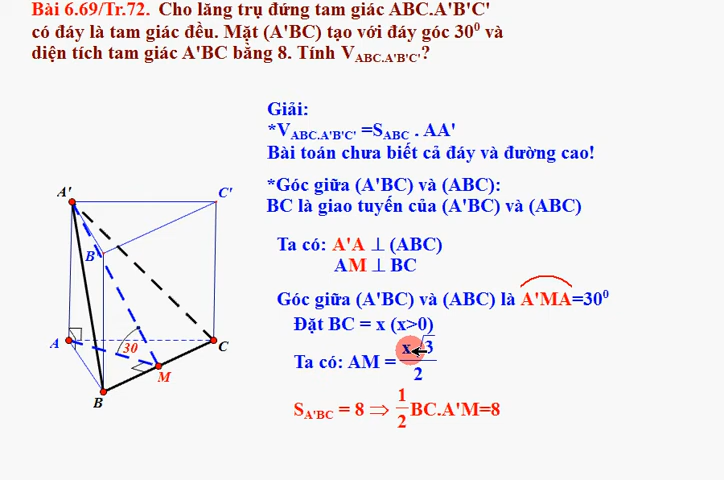 Bài 6.69/Tr.72. Cho lăng trụ đứng tam giác ABC.A'B'C'
có đáy là tam giác đều. Mặt (A'BC) tạo với đáy góc 30⁰ và
diện tích tam giác A'BC bằng 8. Tính V_ABC.A'B'C'?
Giải:
*V_ABC.A'B'C' =S_ABC . AA'
Bài toán chưa biết cả đáy và đường cao!
*Góc giữa (A'BC) và (ABC):
BC là giao tuyến của (A'BC) và (ABC)
Ta có: A'A ⊥ (ABC)
AM ⊥ BC
Góc giữa (A'BC) và (ABC) là A'MA=30⁰
Đặt BC = x (x>0)
Ta có: AM = x√3/2
S_A'BC = 8 ⇒ 1/2 BC.A'M=8
A'
C'
B'
A
30
C
M
B